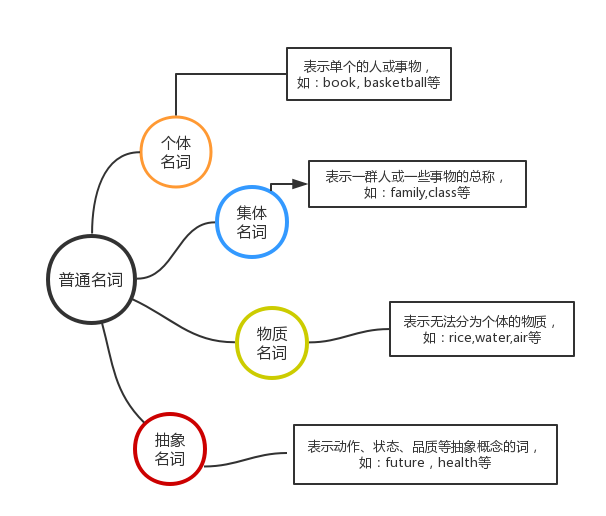 表示单个的人或事物，
如：book, basketball等
个体
名词
表示一群人或一些事物的总称，
如：family,class等
集体
名词
普通名词
表示无法分为个体的物质，
如：rice,water,air等
物质
名词
表示动作、状态、品质等抽象概念的词，
如：future，health等
抽象
名词